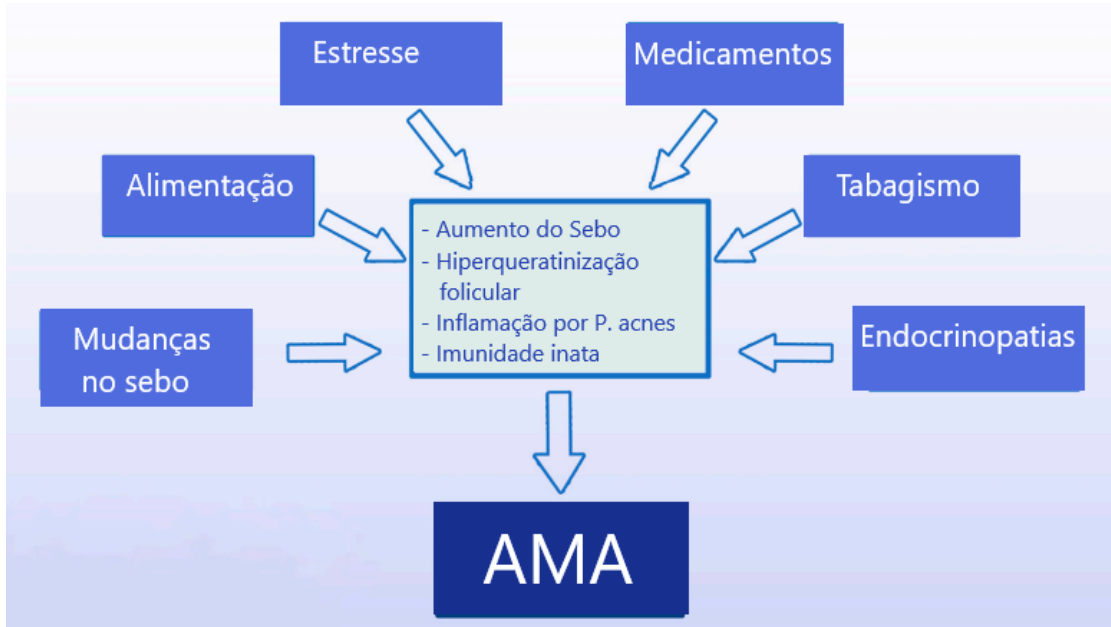 Estresse
Medicamentos
Alimentação
Tabagismo
- Aumento do Sebo
- Hiperqueratinização
folicular
- Inflamação por P. acnes
- Imunidade inata
Mudanças
no sebo
Endocrinopatias
AMA